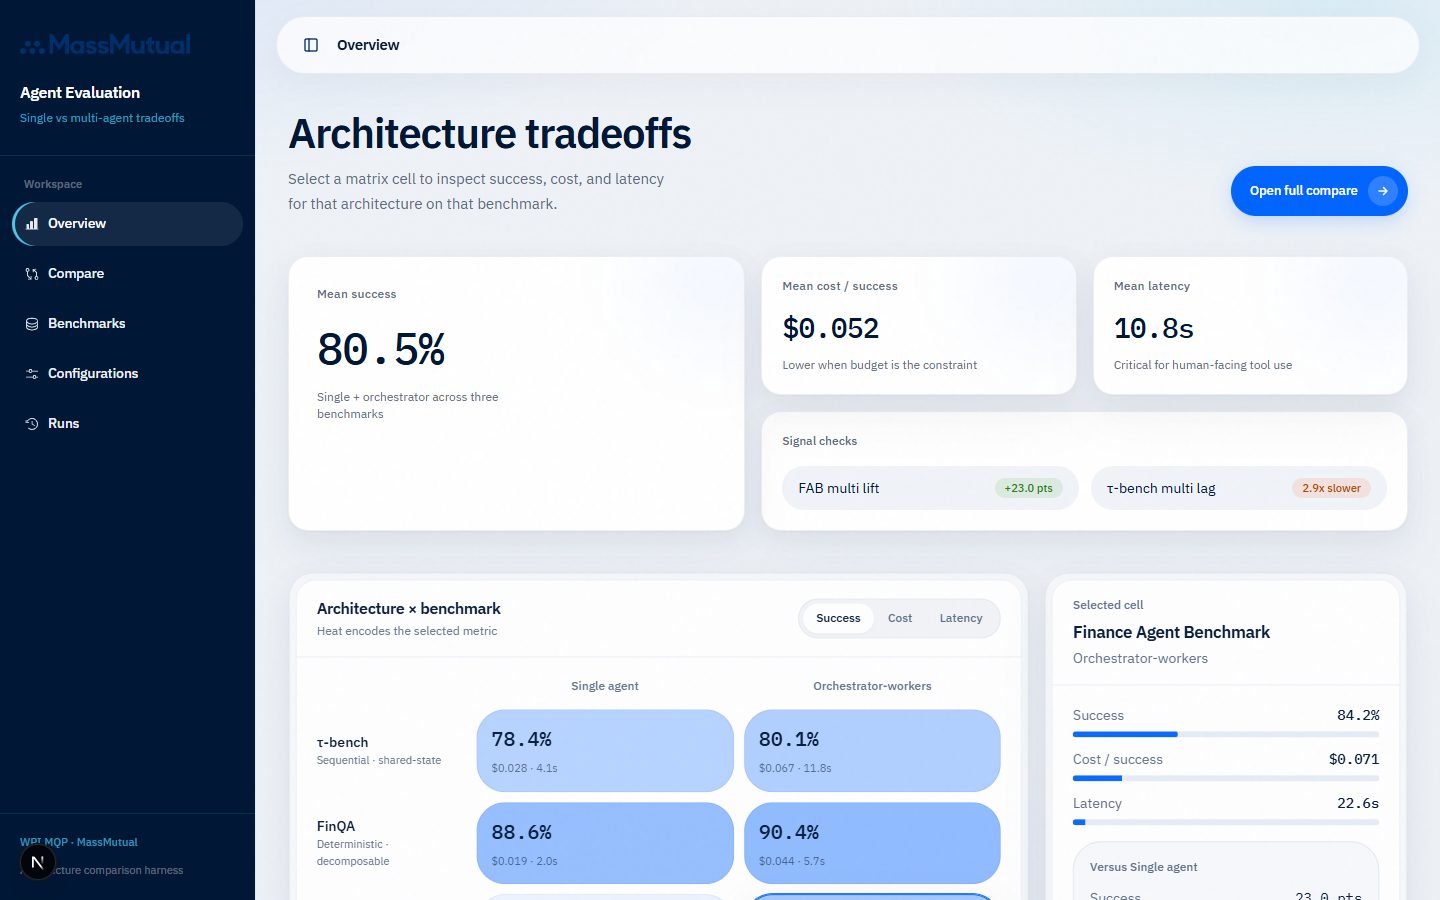 MassMutual
Agent Evaluation
Single vs multi-agent tradeoffs
Workspace
Overview
Compare
Benchmarks
Configurations
Runs
WPI MQP · MassMutual
N
cture comparison harness
Overview
Architecture tradeoffs
Select a matrix cell to inspect success, cost, and latency
for that architecture on that benchmark.
Open full compare
Mean success
80.5%
Single + orchestrator across three
benchmarks
Mean cost / success
$0.052
Lower when budget is the constraint
Mean latency
10.8s
Critical for human-facing tool use
Signal checks
FAB multi lift
+23.0 pts
τ-bench multi lag
2.9x slower
Architecture × benchmark
Heat encodes the selected metric
Success
Cost
Latency
Single agent
Orchestrator-workers
τ-bench
Sequential · shared-state
78.4%
$0.028 · 4.1s
80.1%
$0.067 · 11.8s
FinQA
Deterministic ·
decomposable
88.6%
$0.019 · 2.0s
90.4%
$0.044 · 5.7s
Selected cell
Finance Agent Benchmark
Orchestrator-workers
Success
84.2%
Cost / success
$0.071
Latency
22.6s
Versus Single agent
Success
23.0 pts